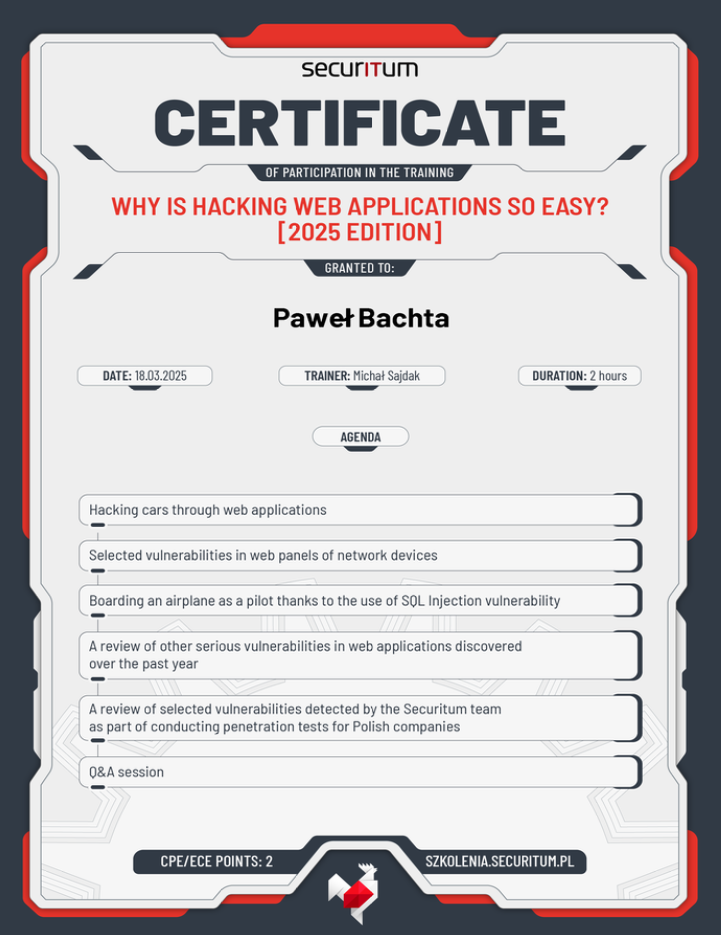 securITum
CERTIFICATE
OF PARTICIPATION IN THE TRAINING
WHY IS HACKING WEB APPLICATIONS SO EASY?
[2025 EDITION]
GRANTED TO:
Paweł Bachta
DATE: 18.03.2025
TRAINER: Michał Sajdak
DURATION: 2 hours
AGENDA
Hacking cars through web applications
Selected vulnerabilities in web panels of network devices
Boarding an airplane as a pilot thanks to the use of SQL Injection vulnerability
A review of other serious vulnerabilities in web applications discovered
over the past year
A review of selected vulnerabilities detected by the Securitum team
as part of conducting penetration tests for Polish companies
Q&A session
CPE/ECE POINTS: 2
SZKOLENIA.SECURITUM.PL